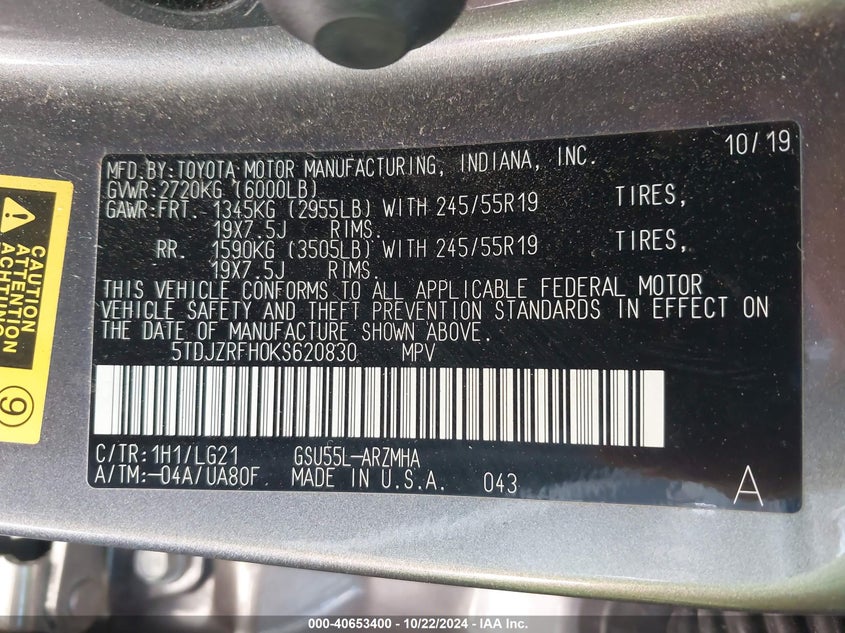 10/19
MFD.BY:TOYOTA MOTOR MANUFACTURING, INDIANA, INC.
GVWR:2720KG (6000LB)
GAWR:FRT. 1345KG (2955LB) WITH 245/55R19 TIRES,
19X7.5J RIMS.
RR. 1590KG (3505LB) WITH 245/55R19 TIRES,
19X7.5J RIMS.
THIS VEHICLE CONFORMS TO ALL APPLICABLE FEDERAL MOTOR
VEHICLE SAFETY AND THEFT PREVENTION STANDARDS IN EFFECT ON
THE DATE OF MANUFACTURE SHOWN ABOVE.
5TDJZRFH0KS620830 MPV
C/TR:1H1/LG21 GSU55L-ARZMHA
A/TM:-04A/UA80F MADE IN U.S.A. 043 A
CAUTION
ATTENTION
ACHTUNG
9
000-40653400 - 10/22/2024 - IAA Inc.